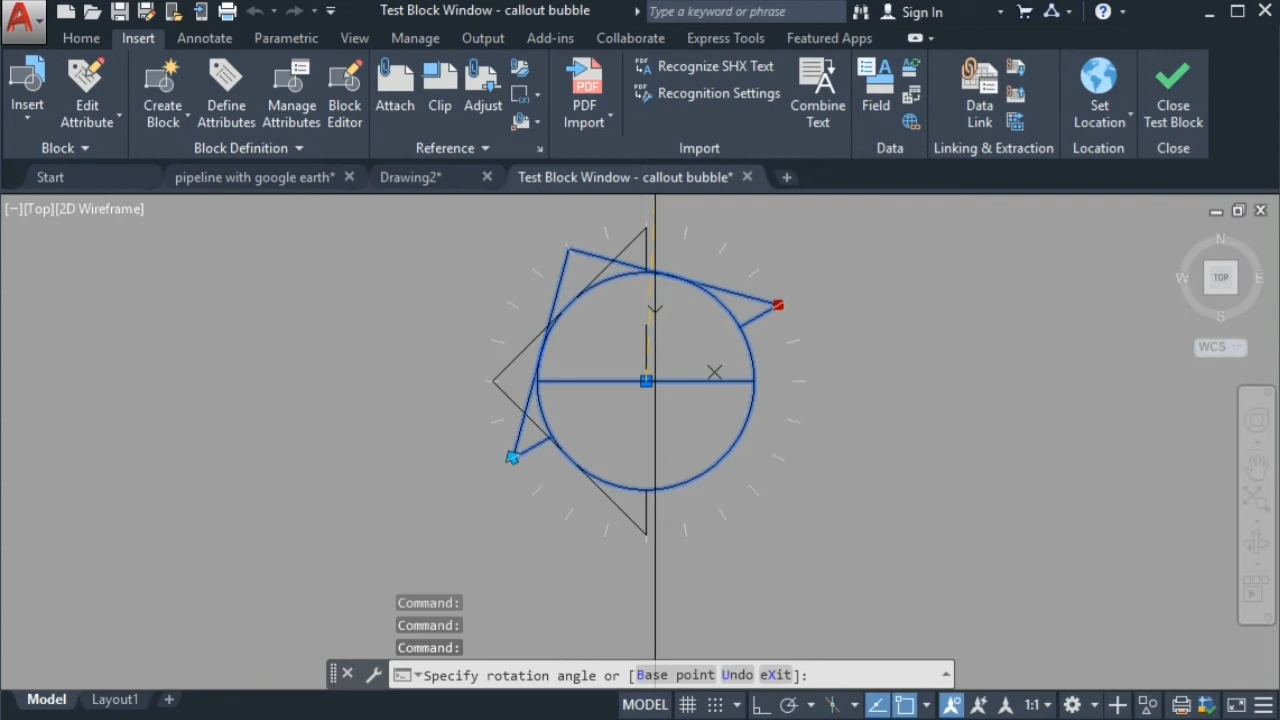 Test Block Window - callout bubble
Type a keyword or phrase
Sign In
Home Insert Annotate Parametric View Manage Output Add-ins Collaborate Express Tools Featured Apps
Insert
Edit Attribute
Create Block
Define Attributes
Manage Attributes
Block Editor
Attach
Clip
Adjust
PDF
PDF Import
PDF Recognize SHX Text
PDF Recognition Settings
Combine Text
Field
Data Link
Set Location
Close Test Block
Block Block Definition Reference Import Data Linking & Extraction Location Close
Start pipeline with google earth* Drawing2* Test Block Window - callout bubble*
[−][Top][2D Wireframe]
N
W TOP E
S
WCS
Command:
Command:
Command:
Specify rotation angle or [Base point Undo eXit]:
Model Layout1 MODEL 1:1